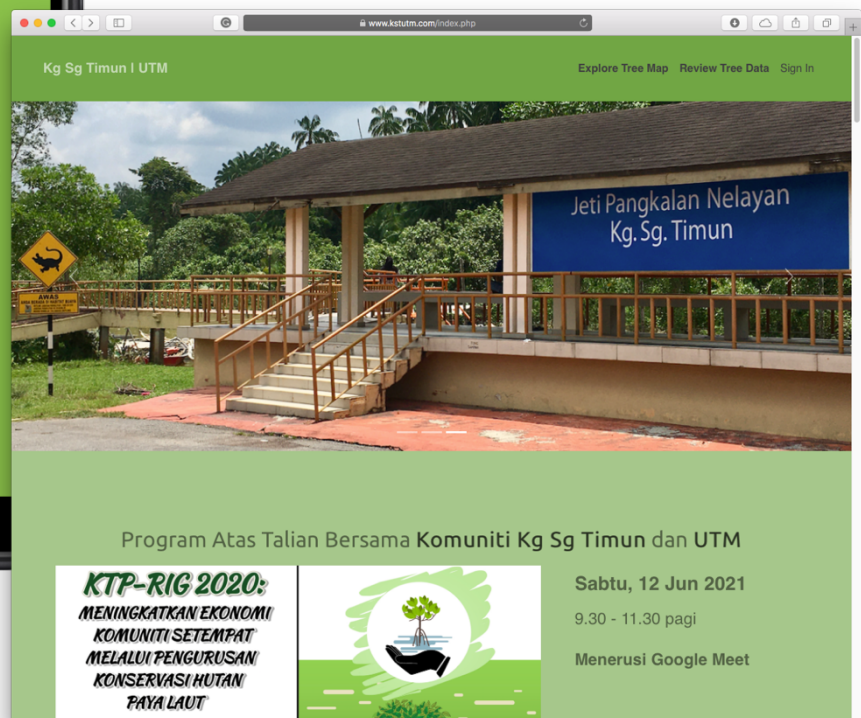 www.kstutm.com/index.php
Kg Sg Timun | UTM
Explore Tree Map Review Tree Data Sign In
Jeti Pangkalan Nelayan
Kg. Sg. Timun
AWAS
Program Atas Talian Bersama Komuniti Kg Sg Timun dan UTM
KTP-RIG 2020:
MENINGKATKAN EKONOMI
KOMUNITI SETEMPAT
MELALUI PENGURUSAN
KONSERVASI HUTAN
PAYA LAUT
Sabtu, 12 Jun 2021
9.30 - 11.30 pagi
Menerusi Google Meet